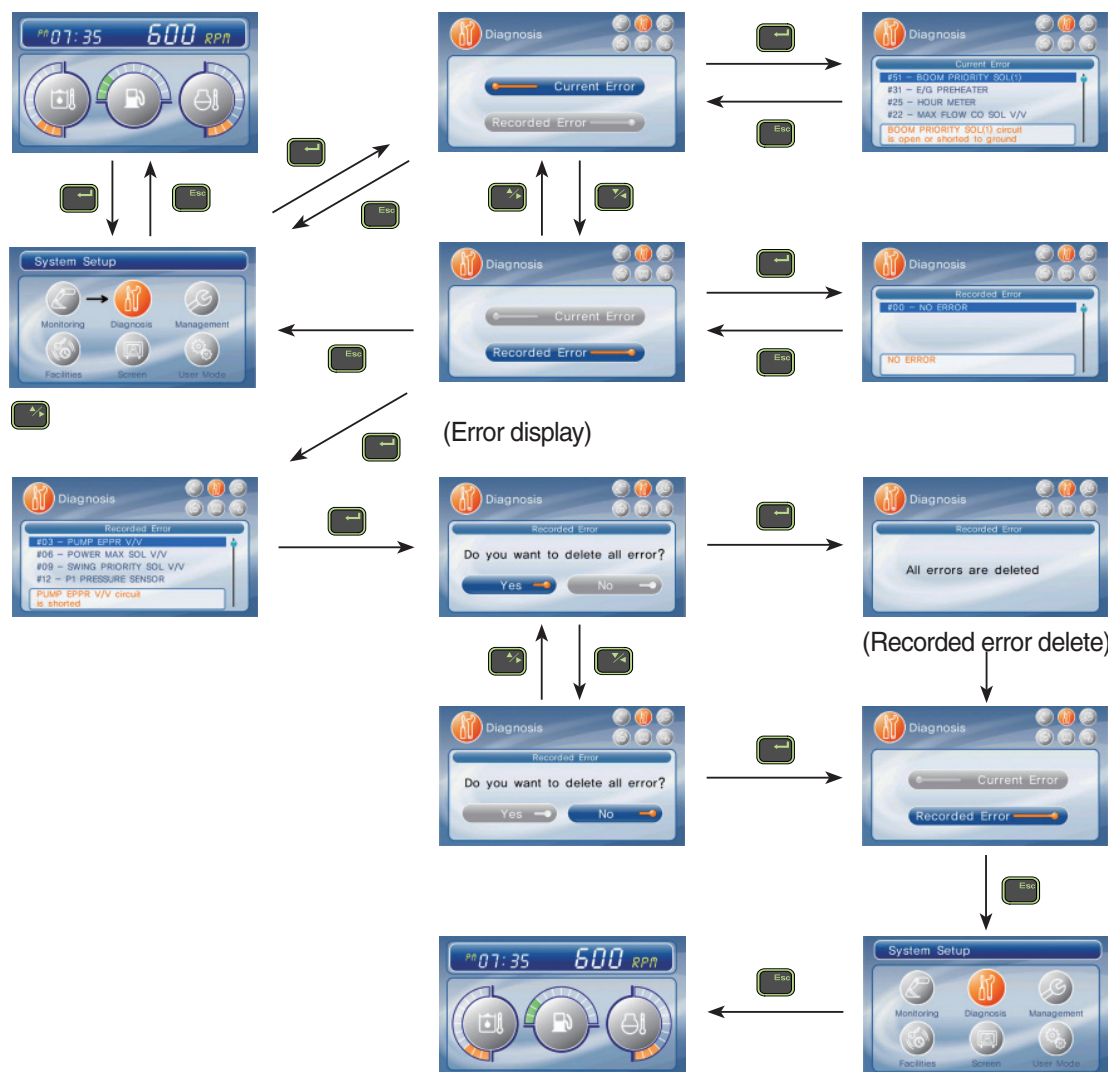 PM 07:35 600 RPM
Diagnosis
Current Error
Recorded Error
Diagnosis
Current Error
#51 - BOOM PRIORITY SOL(1)
#31 - E/G PREHEATER
#25 - HOUR METER
#22 - MAX FLOW CO SOL V/V
BOOM PRIORITY SOL(1) circuit
is open or shorted to ground
Esc
Esc
Esc
System Setup
Monitoring Diagnosis Management
Facilities Screen User Mode
Diagnosis
Current Error
Recorded Error
Diagnosis
Recorded Error
#00 - NO ERROR
NO ERROR
Esc
Esc
(Error display)
Diagnosis
Recorded Error
#03 - PUMP EPPR V/V
#06 - POWER MAX SOL V/V
#09 - SWING PRIORITY SOL V/V
#12 - P1 PRESSURE SENSOR
PUMP EPPR V/V circuit
is shorted
Diagnosis
Recorded Error
Do you want to delete all error?
Yes No
Diagnosis
Recorded Error
All errors are deleted
(Recorded error delete)
Diagnosis
Recorded Error
Do you want to delete all error?
Yes No
Diagnosis
Current Error
Recorded Error
Esc
PM 07:35 600 RPM
Esc
System Setup
Monitoring Diagnosis Management
Facilities Screen User Mode